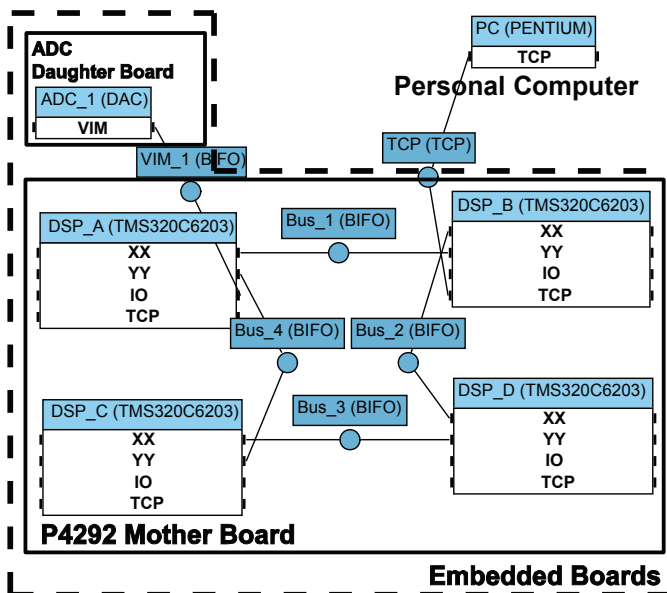 PC (PENTIUM)
TCP
Personal Computer
ADC
Daughter Board
ADC_1 (DAC)
VIM
VIM_1 (BIFO)
TCP (TCP)
DSP_A (TMS320C6203)
XX
YY
IO
TCP
Bus_1 (BIFO)
DSP_B (TMS320C6203)
XX
YY
IO
TCP
Bus_4 (BIFO)
Bus_2 (BIFO)
DSP_C (TMS320C6203)
XX
YY
IO
TCP
Bus_3 (BIFO)
DSP_D (TMS320C6203)
XX
YY
IO
TCP
P4292 Mother Board
Embedded Boards